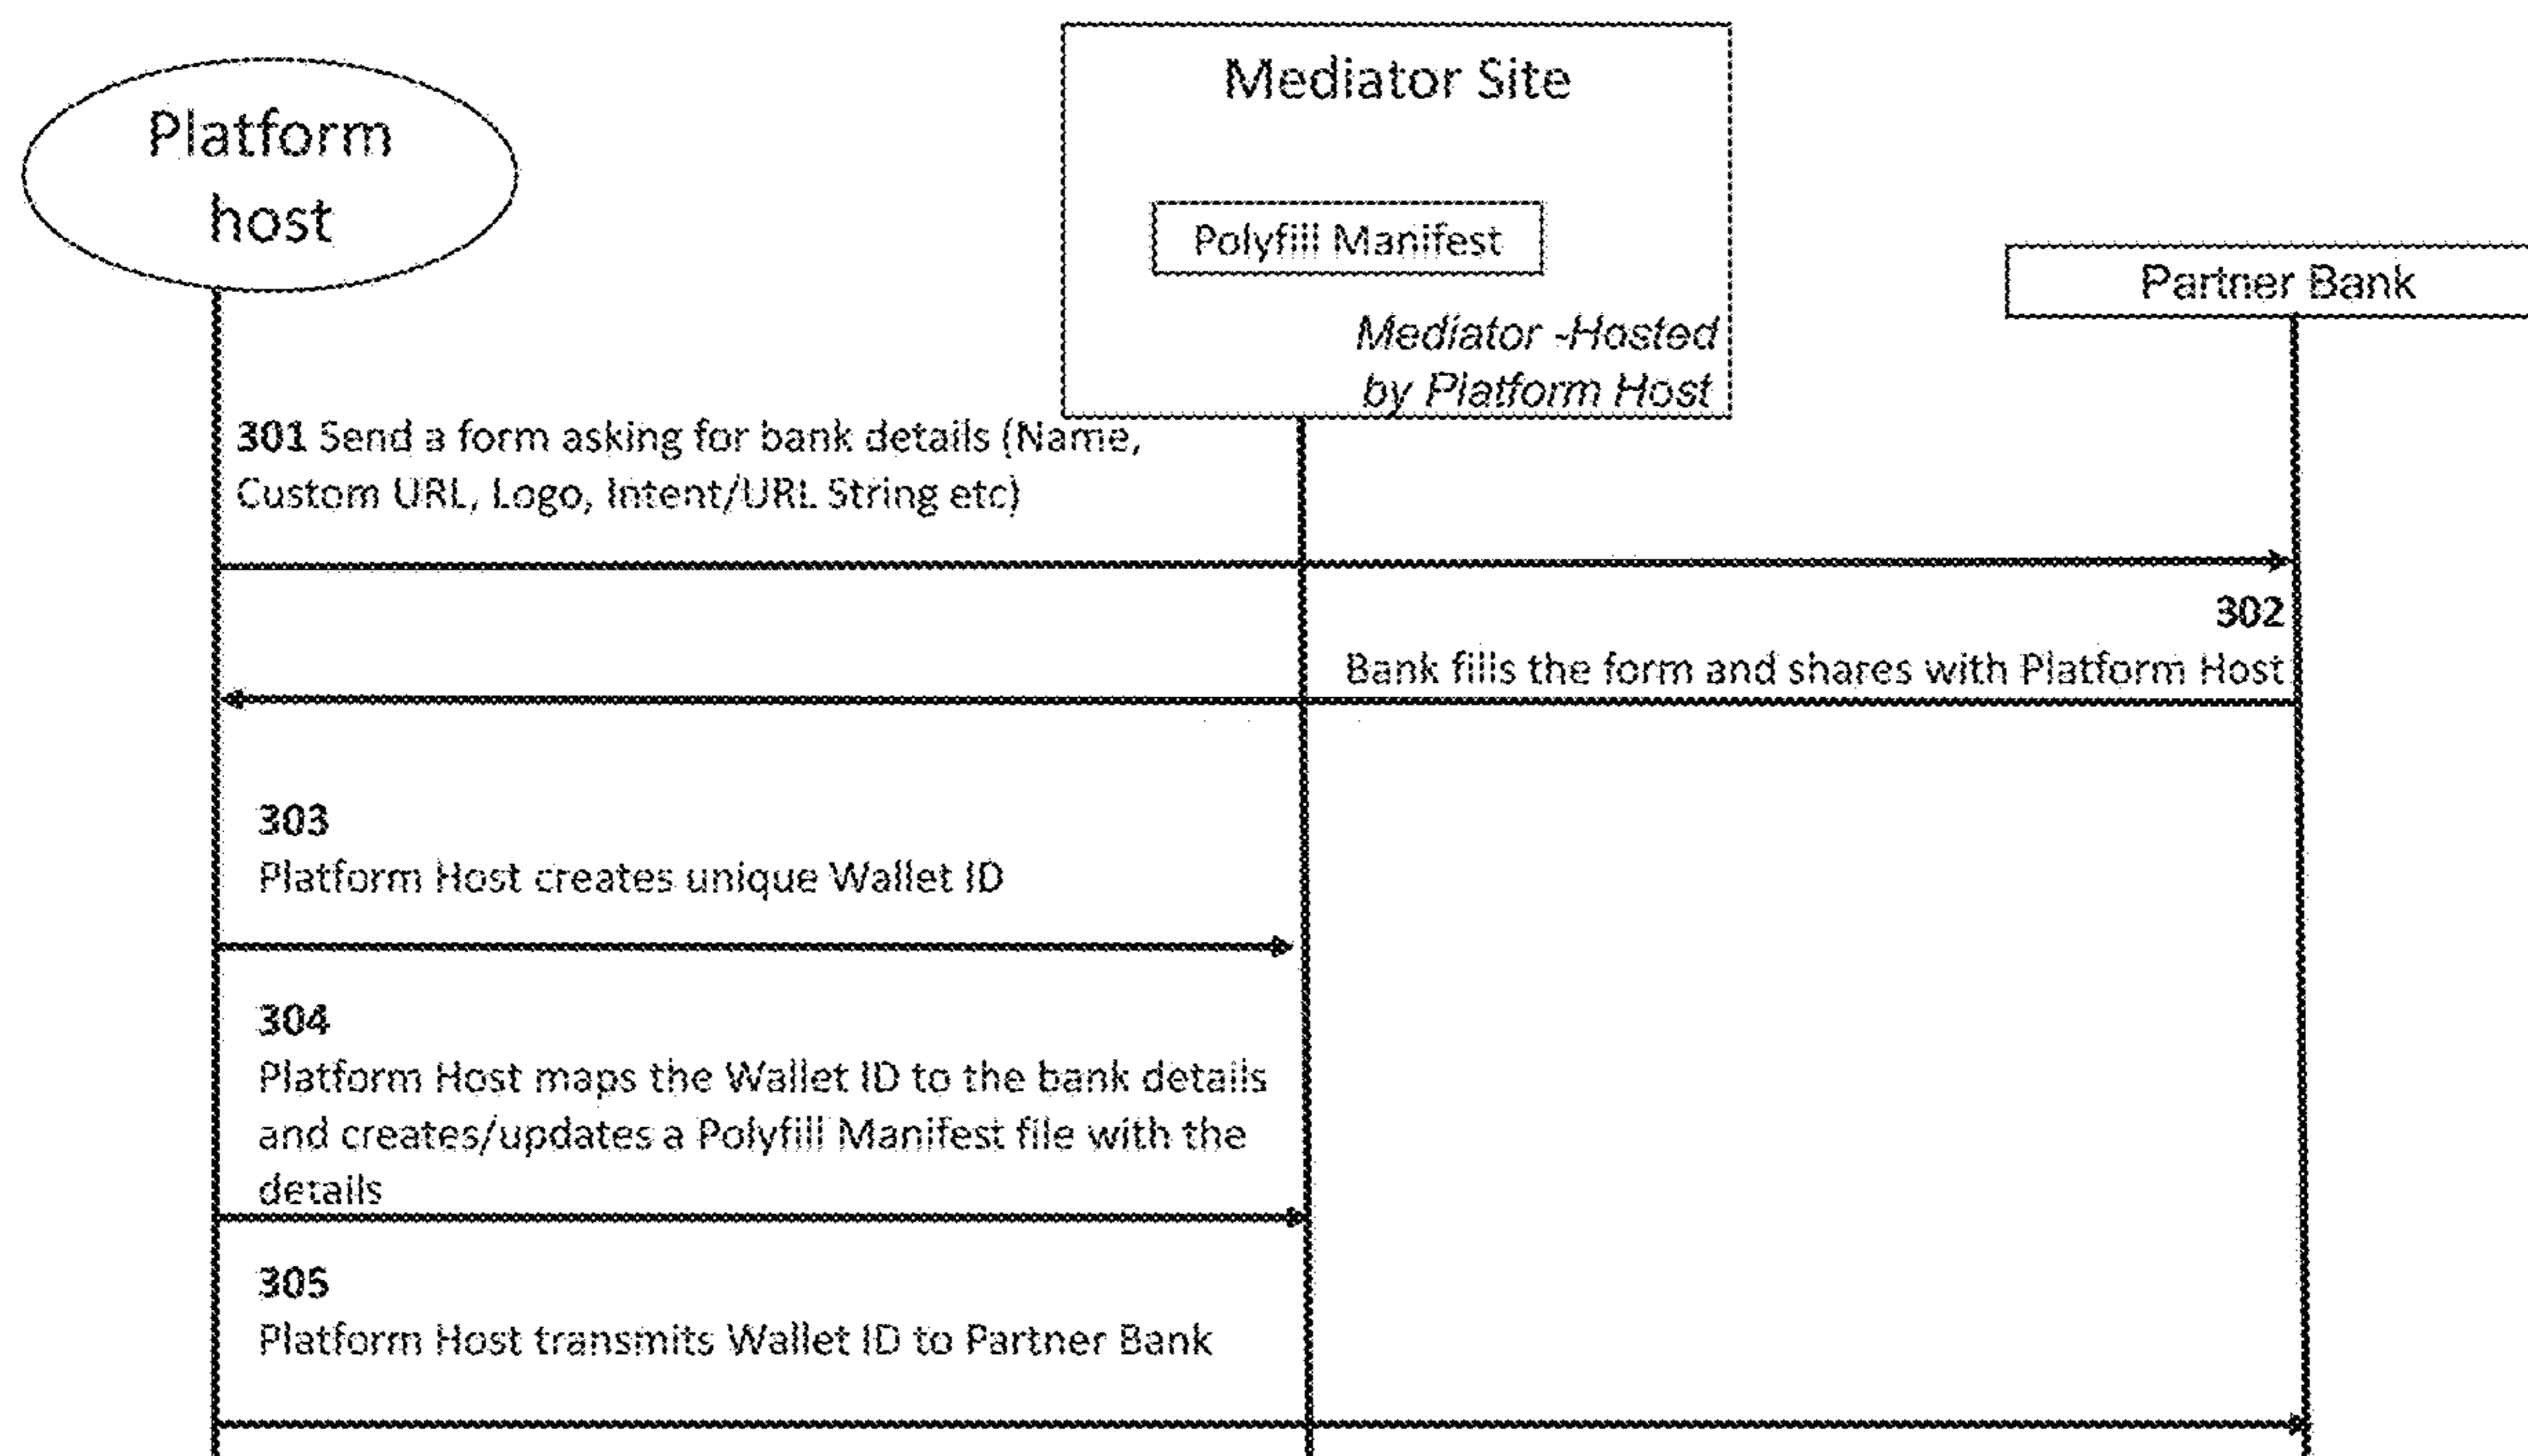 Platform
host
Mediator Site
Polyfill Manifest
Mediator -Hosted
by Platform Host
Partner Bank
301 Send a form asking for bank details (Name,
Custom URL, Logo, Intent/URL String etc)
302
Bank fills the form and shares with Platform Host
303
Platform Host creates unique Wallet ID
304
Platform Host maps the Wallet ID to the bank details
and creates/updates a Polyfill Manifest file with the
details
305
Platform Host transmits Wallet ID to Partner Bank